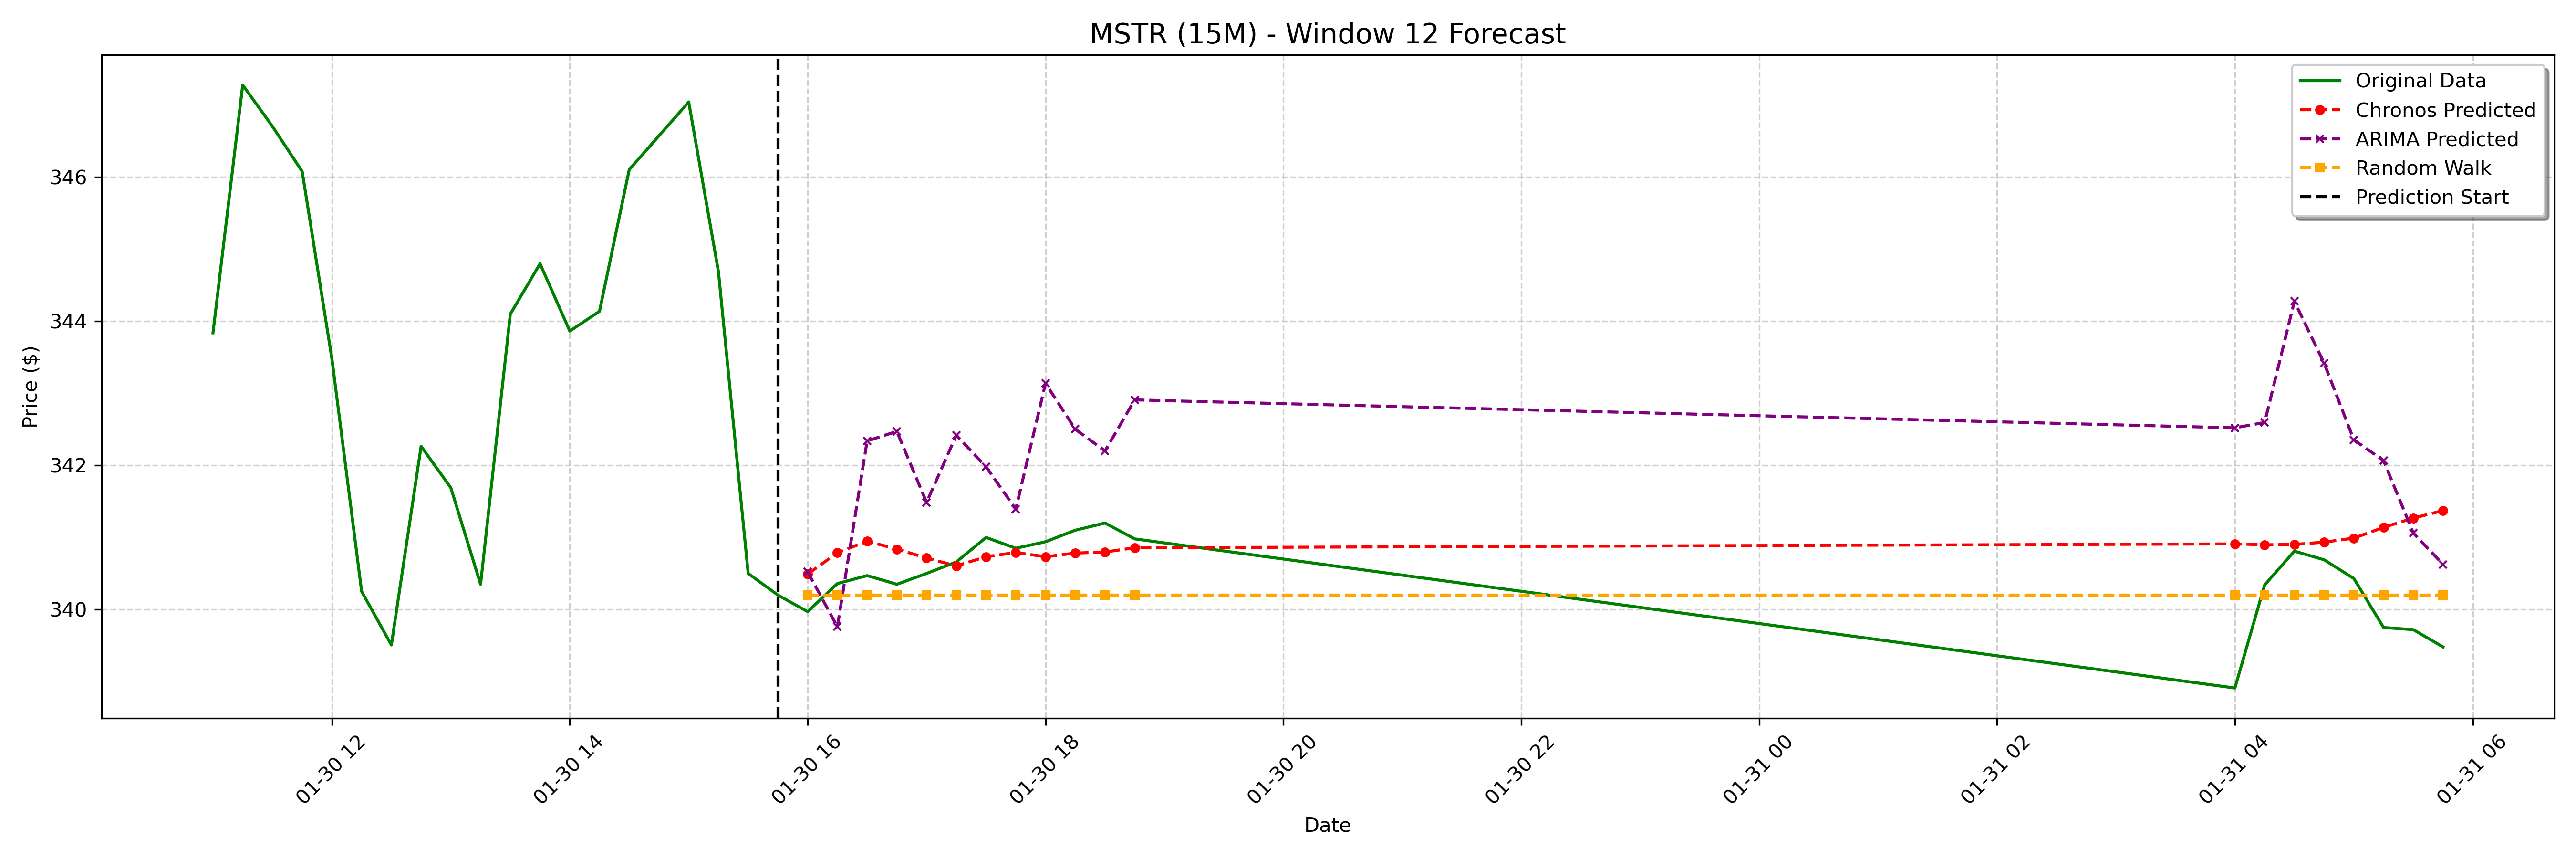 MSTR (15M) - Window 12 Forecast
Original Data
Chronos Predicted
ARIMA Predicted
Random Walk
Prediction Start
Price ($)
346
344
342
340
01-30 12
01-30 14
01-30 16
01-30 18
01-30 20
01-30 22
01-31 00
01-31 02
01-31 04
01-31 06
Date